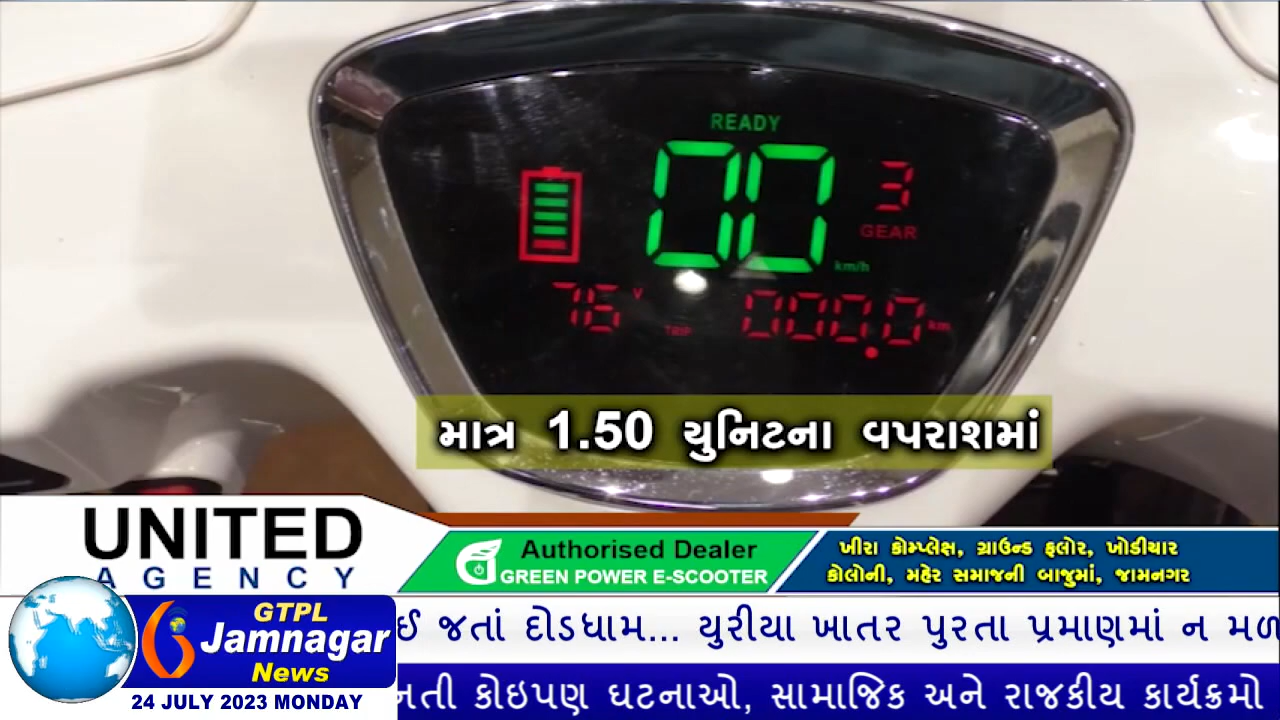 READY
00
3
GEAR
km/h
76 V
TRIP
000.0 km
માત્ર 1.50 યુનિટના વપરાશમાં
UNITED
AGENCY
Authorised Dealer
GREEN POWER E-SCOOTER
ખીરા કોમ્પ્લેક્ષ, ગ્રાઉન્ડ ફ્લોર, ખોડીયાર
કોલોની, મહેર સમાજની બાજુમાં, જામનગર
GTPL
Jamnagar
News
24 JULY 2023 MONDAY
ઈ જતાં દોડધામ... યુરીયા ખાતર પુરતા પ્રમાણમાં ન મળ
નતી કોઇપણ ઘટનાઓ, સામાજિક અને રાજકીય કાર્યક્રમો